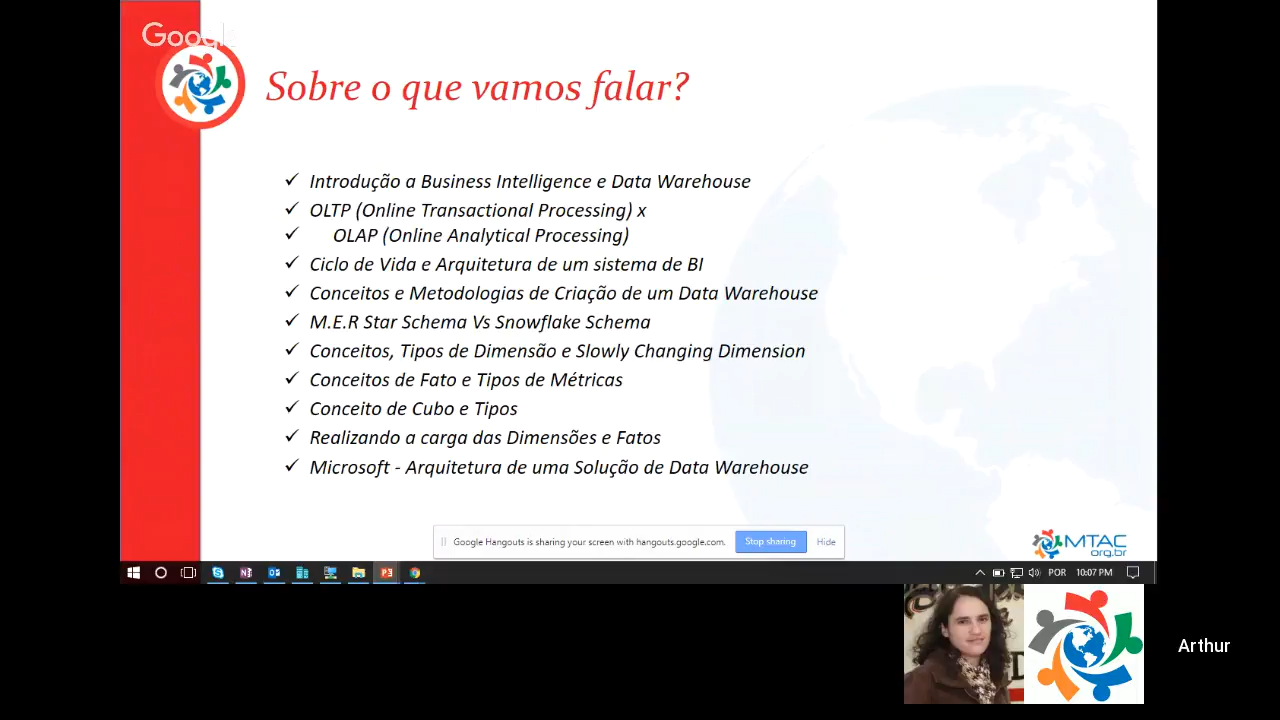 Google
Sobre o que vamos falar?
✓ Introdução a Business Intelligence e Data Warehouse
✓ OLTP (Online Transactional Processing) x
✓ OLAP (Online Analytical Processing)
✓ Ciclo de Vida e Arquitetura de um sistema de BI
✓ Conceitos e Metodologias de Criação de um Data Warehouse
✓ M.E.R Star Schema Vs Snowflake Schema
✓ Conceitos, Tipos de Dimensão e Slowly Changing Dimension
✓ Conceitos de Fato e Tipos de Métricas
✓ Conceito de Cubo e Tipos
✓ Realizando a carga das Dimensões e Fatos
✓ Microsoft - Arquitetura de uma Solução de Data Warehouse
Google Hangouts is sharing your screen with hangouts.google.com. Stop sharing Hide
MTAC
org.br
POR 10:07 PM
Arthur